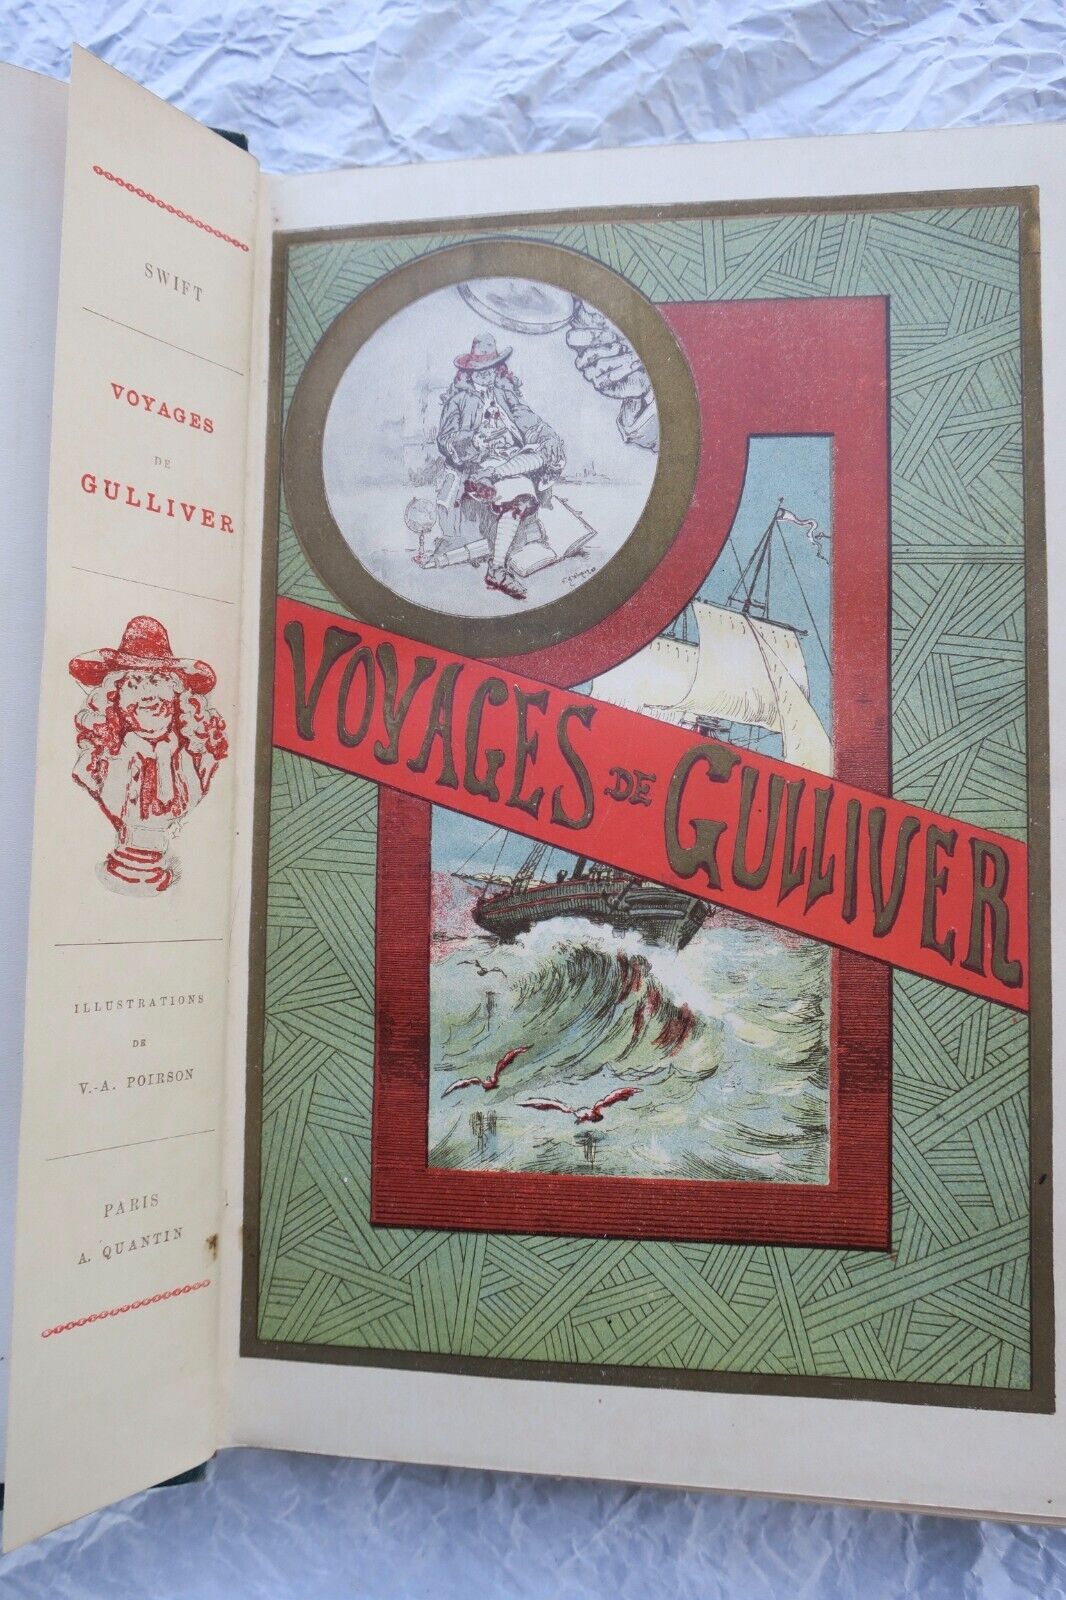 SWIFT
VOYAGES
DE
GULLIVER
ILLUSTRATIONS
DE
V.-A. POIRSON
PARIS
A. QUANTIN
VOYAGES DE GULLIVER